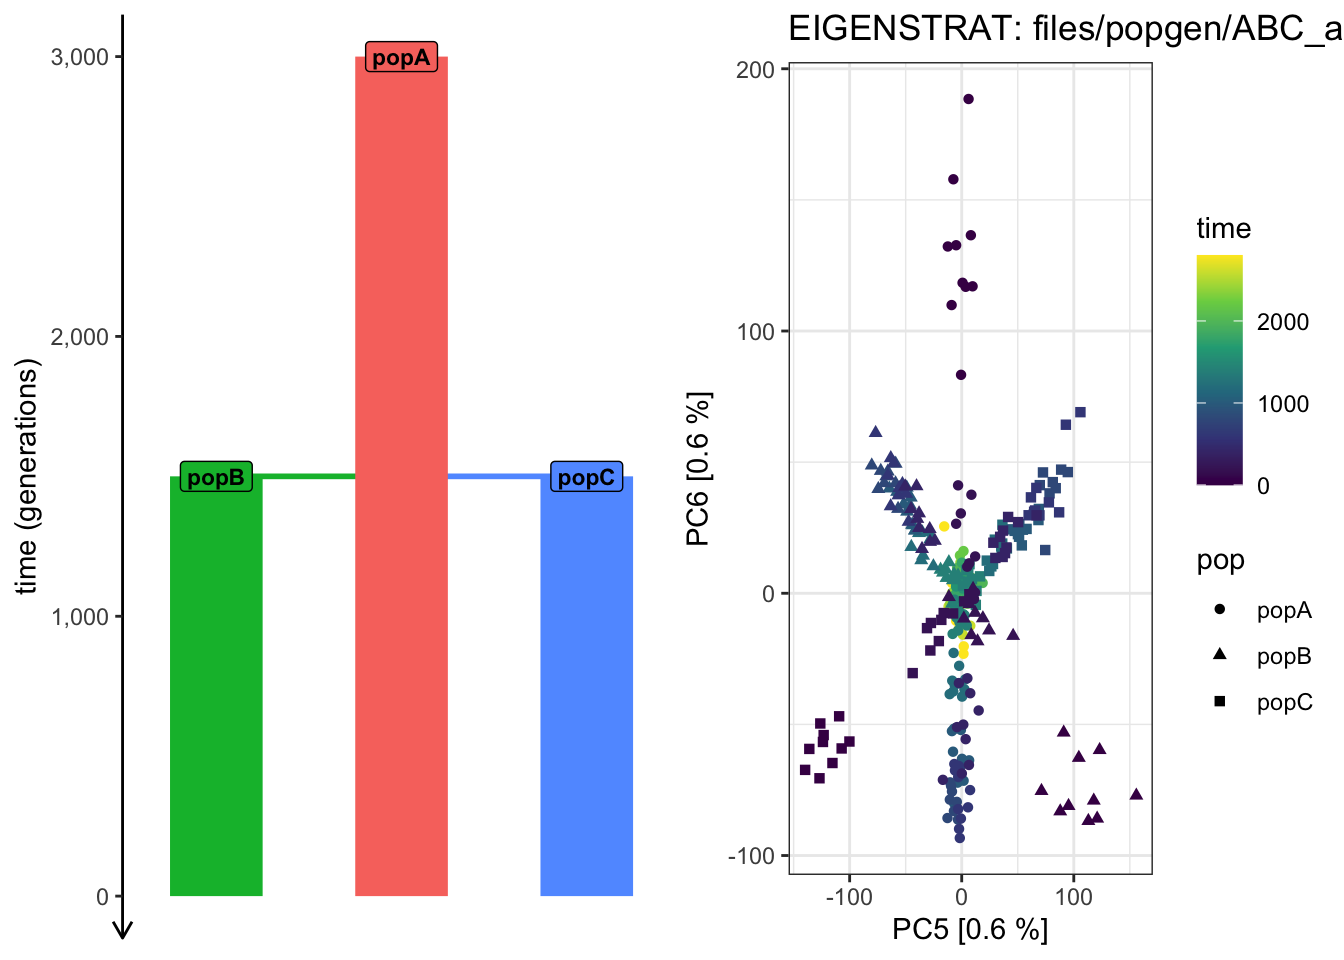 time (generations)
3,000
2,000
1,000
0
popA
popB
popC
EIGENSTRAT: files/popgen/ABC_a
PC6 [0.6 %]
200
100
0
-100
-100
0
100
PC5 [0.6 %]
time
2000
1000
0
pop
popA
popB
popC